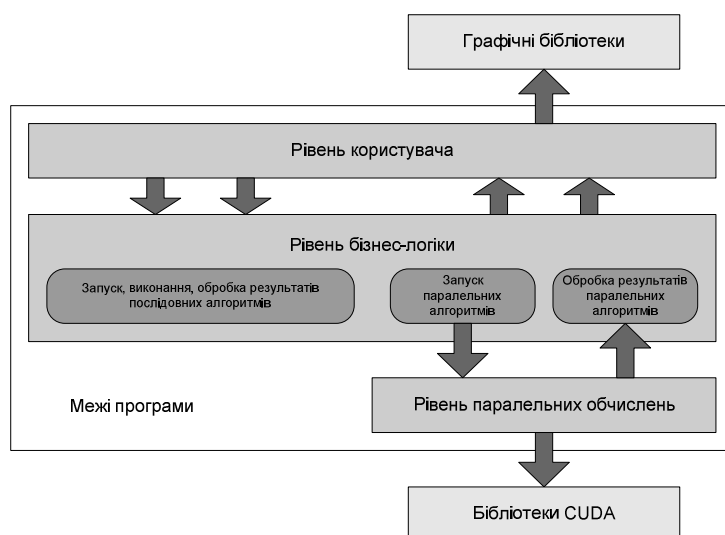 Графічні бібліотеки
Рівень користувача
Рівень бізнес-логіки
Запуск, виконання, обробка результатів
послідовних алгоритмів
Запуск
паралельних
алгоритмів
Обробка результатів
паралельних
алгоритмів
Межі програми
Рівень паралельних обчислень
Бібліотеки CUDA